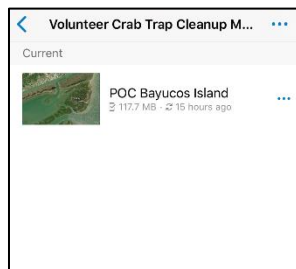 Volunteer Crab Trap Cleanup M...
Current
POC Bayucos Island
117.7 MB · 15 hours ago